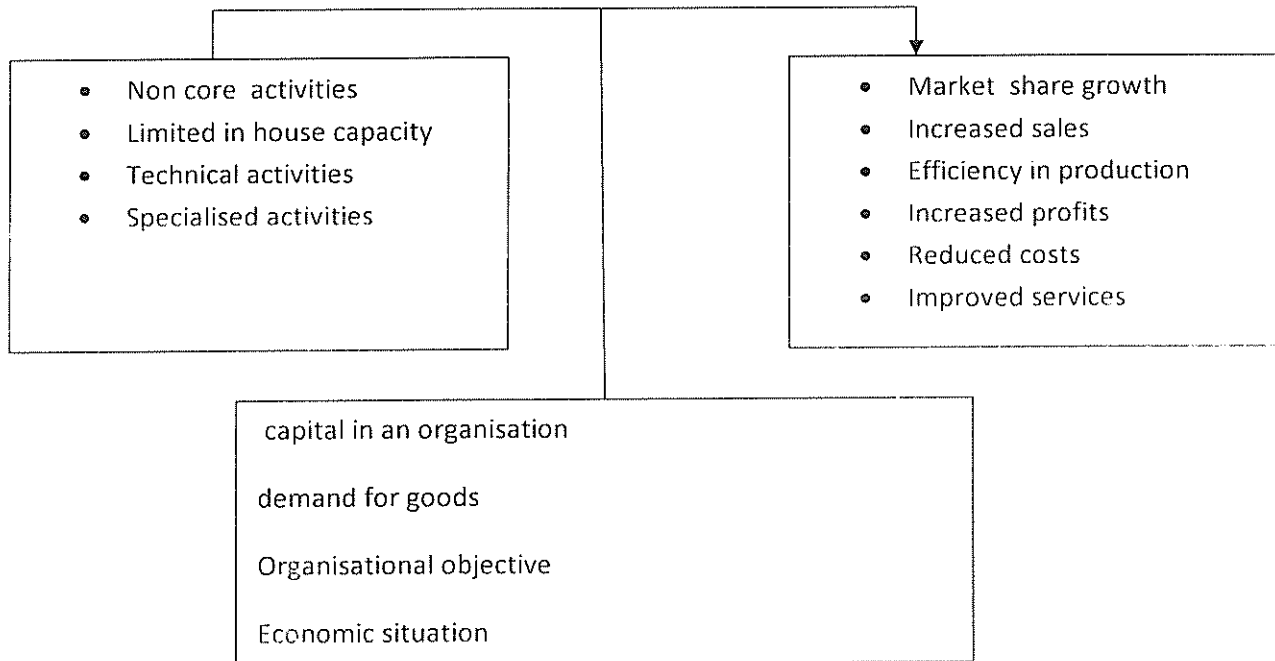 • Non core activities
• Limited in house capacity
• Technical activities
• Specialised activities
• Market share growth
• Increased sales
• Efficiency in production
• Increased profits
• Reduced costs
• Improved services
capital in an organisation
demand for goods
Organisational objective
Economic situation